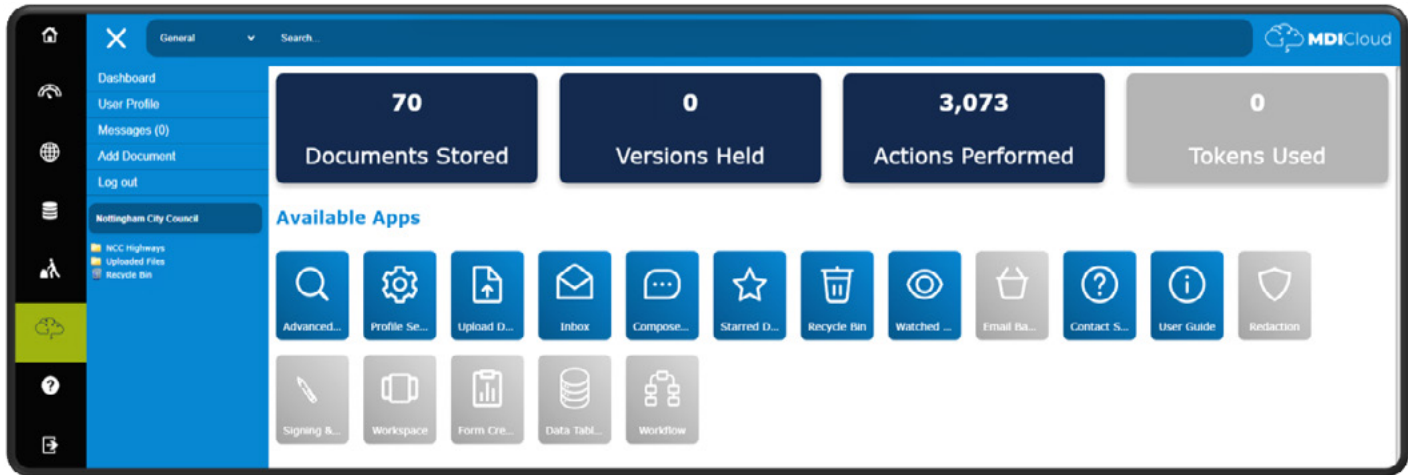 General
Search...
MDICloud
Dashboard
User Profile
Messages (0)
Add Document
Log out
Nottingham City Council
NCC Highways
Uploaded Files
Recycle Bin
70
Documents Stored
0
Versions Held
3,073
Actions Performed
0
Tokens Used
Available Apps
Advanced...
Profile Se...
Upload D...
Inbox
Compose...
Starred D...
Recycle Bin
Watched ...
Email Ba...
Contact S...
User Guide
Redaction
Signing &...
Workspace
Form Cre...
Data Tabl...
Workflow